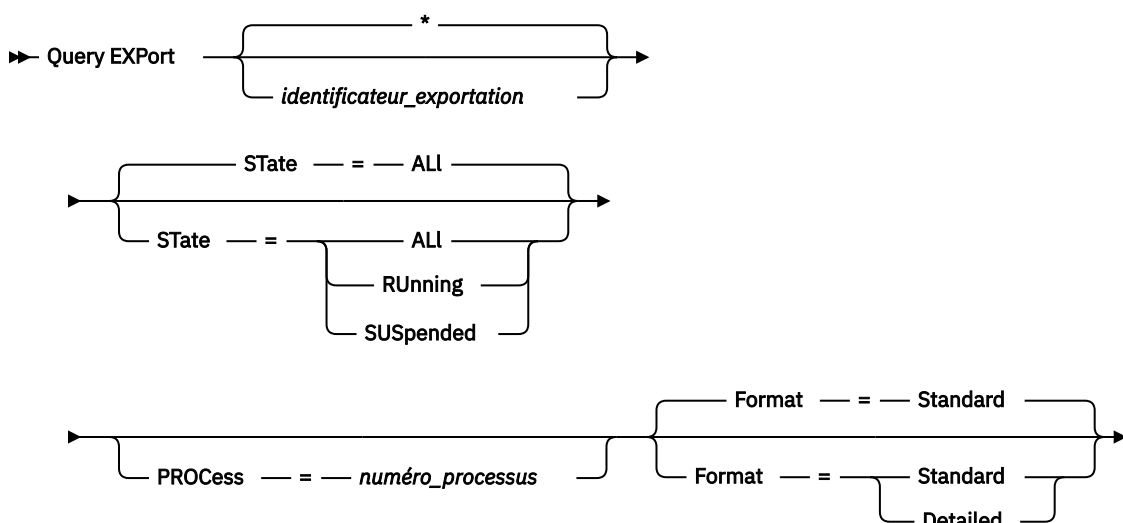 *
Query EXPort
identificateur_exportation
STate = ALl
STate = ALl
RUnning
SUSpended
Format = Standard
PROCess = numéro_processus Format = Standard
Detailed